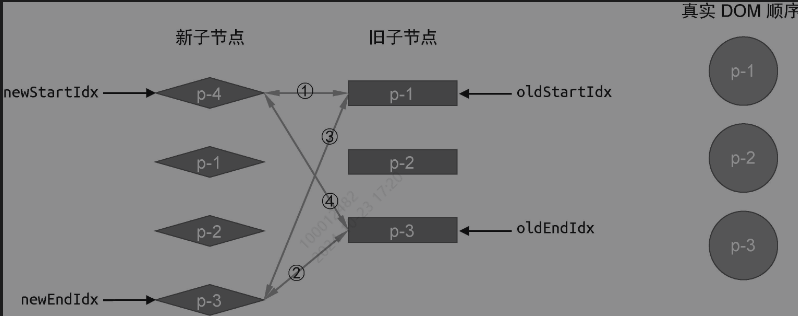 真实 DOM 顺序
新子节点 旧子节点
newStartIdx p-4 ① p-1 oldStartIdx p-1
③
p-1 p-2 p-2
④
p-2 p-3 oldEndIdx p-3
②
newEndIdx p-3